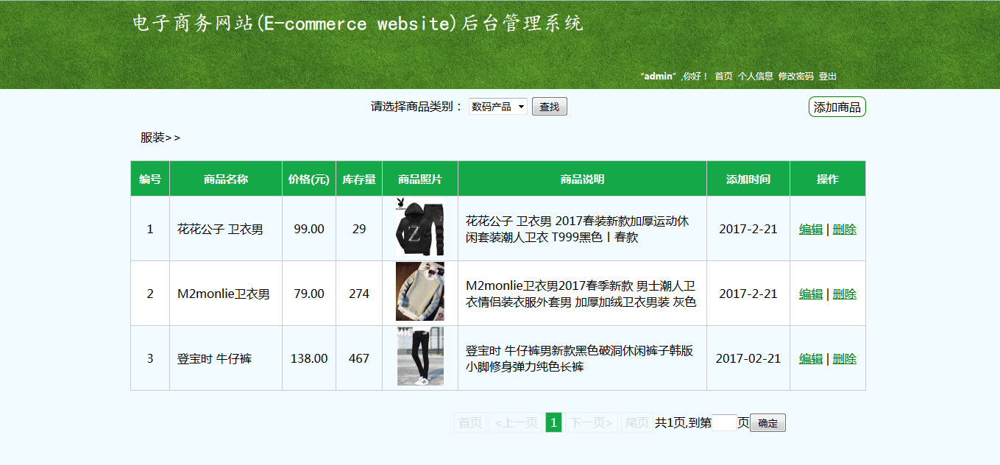 电子商务网站(E-commerce website)后台管理系统
“admin” ,你好！ 首页 个人信息 修改密码 登出
请选择商品类别： 数码产品 查找 添加商品
服装>>
编号 商品名称 价格(元) 库存量 商品照片 商品说明 添加时间 操作
1 花花公子 卫衣男 99.00 29 花花公子 卫衣男 2017春装新款加厚运动休
闲套装潮人卫衣 T999黑色丨春款 2017-2-21 编辑 | 删除
2 M2monlie卫衣男 79.00 274 M2monlie卫衣男2017春季新款 男士潮人卫
衣情侣装衣服外套男 加厚加绒卫衣男装 灰色 2017-2-21 编辑 | 删除
3 登宝时 牛仔裤 138.00 467 登宝时 牛仔裤男新款黑色破洞休闲裤子韩版
小脚修身弹力纯色长裤 2017-02-21 编辑 | 删除
首页 <上一页 1 下一页> 尾页 共1页,到第 页 确定